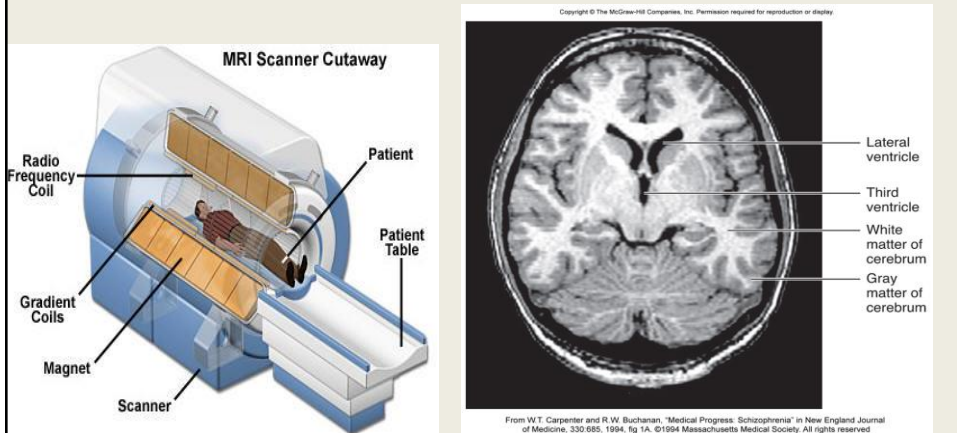 Copyright © The McGraw-Hill Companies, Inc. Permission required for reproduction or display.
MRI Scanner Cutaway
Radio
Frequency
Coil
Patient
Patient
Table
Gradient
Coils
Magnet
Scanner
Lateral
ventricle
Third
ventricle
White
matter of
cerebrum
Gray
matter of
cerebrum
From W.T. Carpenter and R.W. Buchanan, "Medical Progress: Schizophrenia" in New England Journal
of Medicine, 330:685, 1994, fig 1A. ©1994 Massachusetts Medical Society. All rights reserved